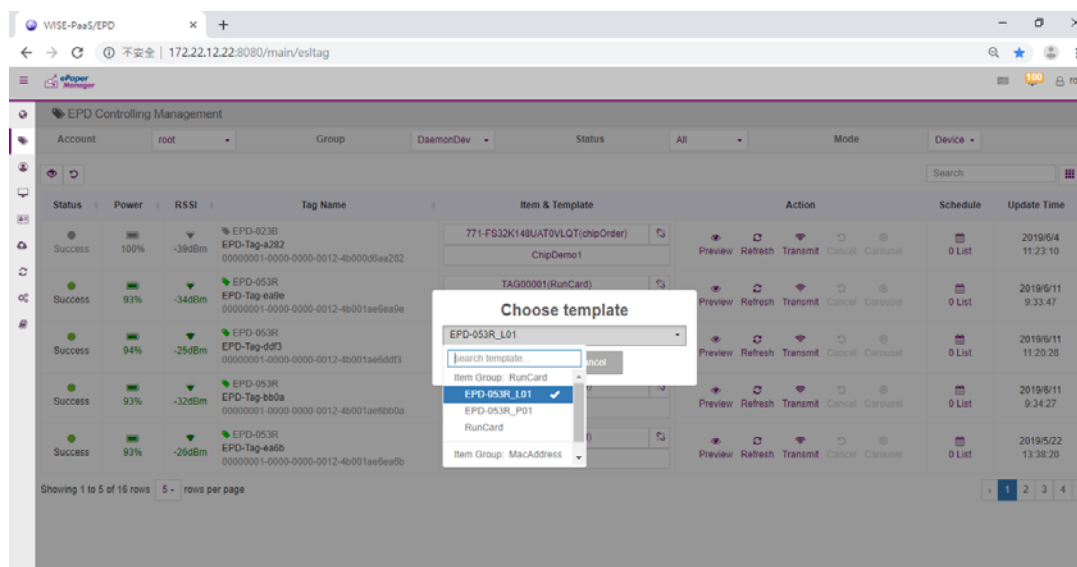 WISE-PaaS/EPD
不安全 | 172.22.12.22:8080/main/esltag
ePaper Manager
100
EPD Controlling Management
Account root Group DaemonDev Status All Mode Device
Search
Status Power RSSI Tag Name Item & Template Action Schedule Update Time
EPD-023B
Success 100% -39dBm EPD-Tag-a282 771-FS32K148UAT0VLQT(chipOrder) Preview Refresh Transmit Cancel Carousel 0 List 2019/6/4 11:23:10
00000001-0000-0000-0012-4b000d6aa282 ChipDemo1
EPD-053R
Success 93% -34dBm EPD-Tag-ea9e TAG00001(RunCard) Preview Refresh Transmit Cancel Carousel 0 List 2019/6/11 9:33:47
00000001-0000-0000-0012-4b001ae6ea9e
EPD-053R
Success 94% -25dBm EPD-Tag-ddf3 Preview Refresh Transmit Cancel Carousel 0 List 2019/6/11 11:20:28
00000001-0000-0000-0012-4b001ae6ddf3
EPD-053R
Success 93% -32dBm EPD-Tag-bb0a Preview Refresh Transmit Cancel Carousel 0 List 2019/6/11 9:34:27
00000001-0000-0000-0012-4b001ae6bb0a
EPD-053R
Success 93% -26dBm EPD-Tag-ea6b Preview Refresh Transmit Cancel Carousel 0 List 2019/5/22 13:38:20
00000001-0000-0000-0012-4b001ae6ea6b
Choose template
EPD-053R_L01
search template...
Item Group: RunCard
EPD-053R_L01
EPD-053R_P01
RunCard
Item Group: MacAddress
Showing 1 to 5 of 16 rows 5 rows per page
1 2 3 4